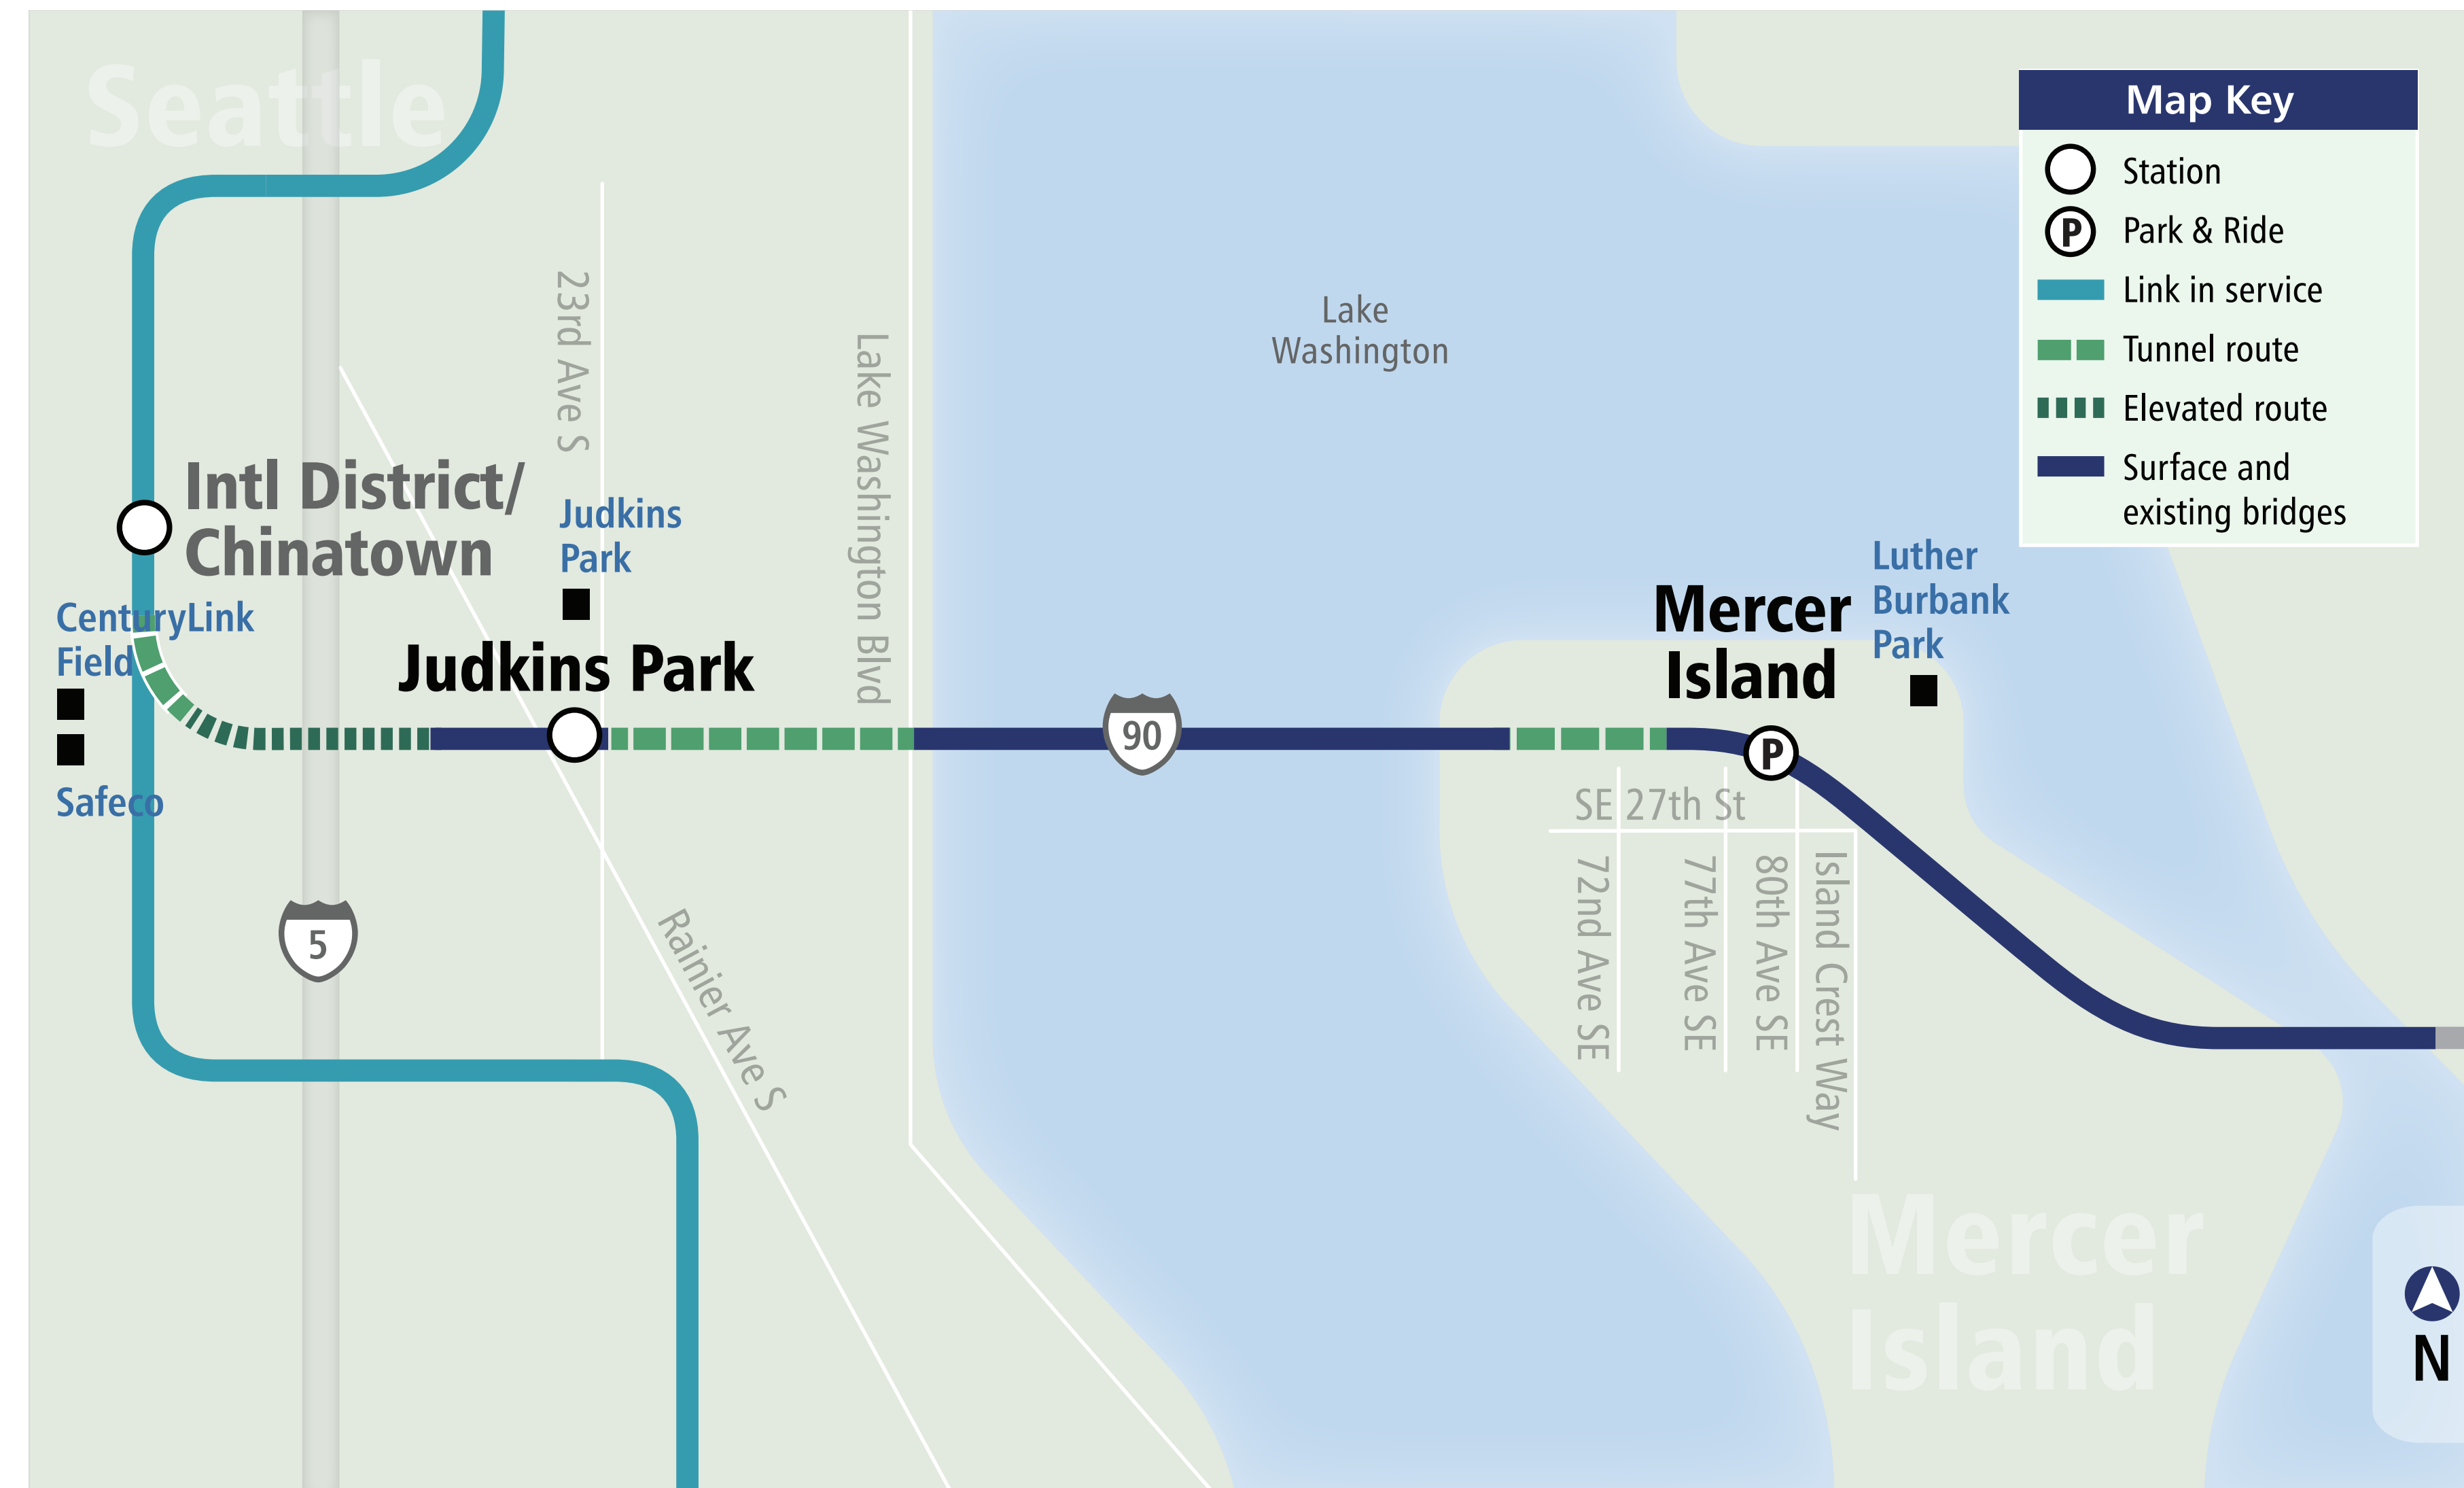 Seattle
Map Key
Station
P
Park & Ride
Link in service
Tunnel route
Elevated route
Surface and
existing bridges
23rd Ave S
Lake Washington Blvd
Lake
Washington
Intl District/
Chinatown
Judkins
Park
CenturyLink
Field
Judkins Park
Safeco
90
Mercer
Island
Luther
Burbank
Park
P
SE 27th St
72nd Ave SE
77th Ave SE
80th Ave SE
Island Crest Way
5
Rainier Ave S
Mercer
Island
N